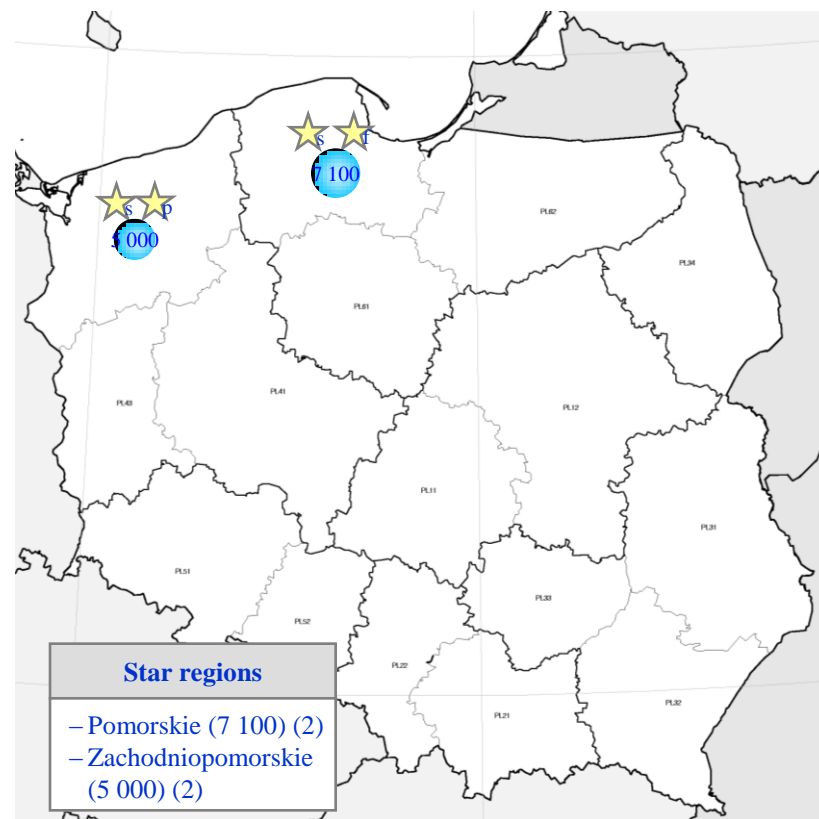 s f
7 100
s p
5 000
PL62
PL34
PL61
PL43
PL41
PL12
PL11
PL31
PL51
PL33
PL52
PL22
PL32
PL21
Star regions
– Pomorskie (7 100) (2)
– Zachodniopomorskie
(5 000) (2)